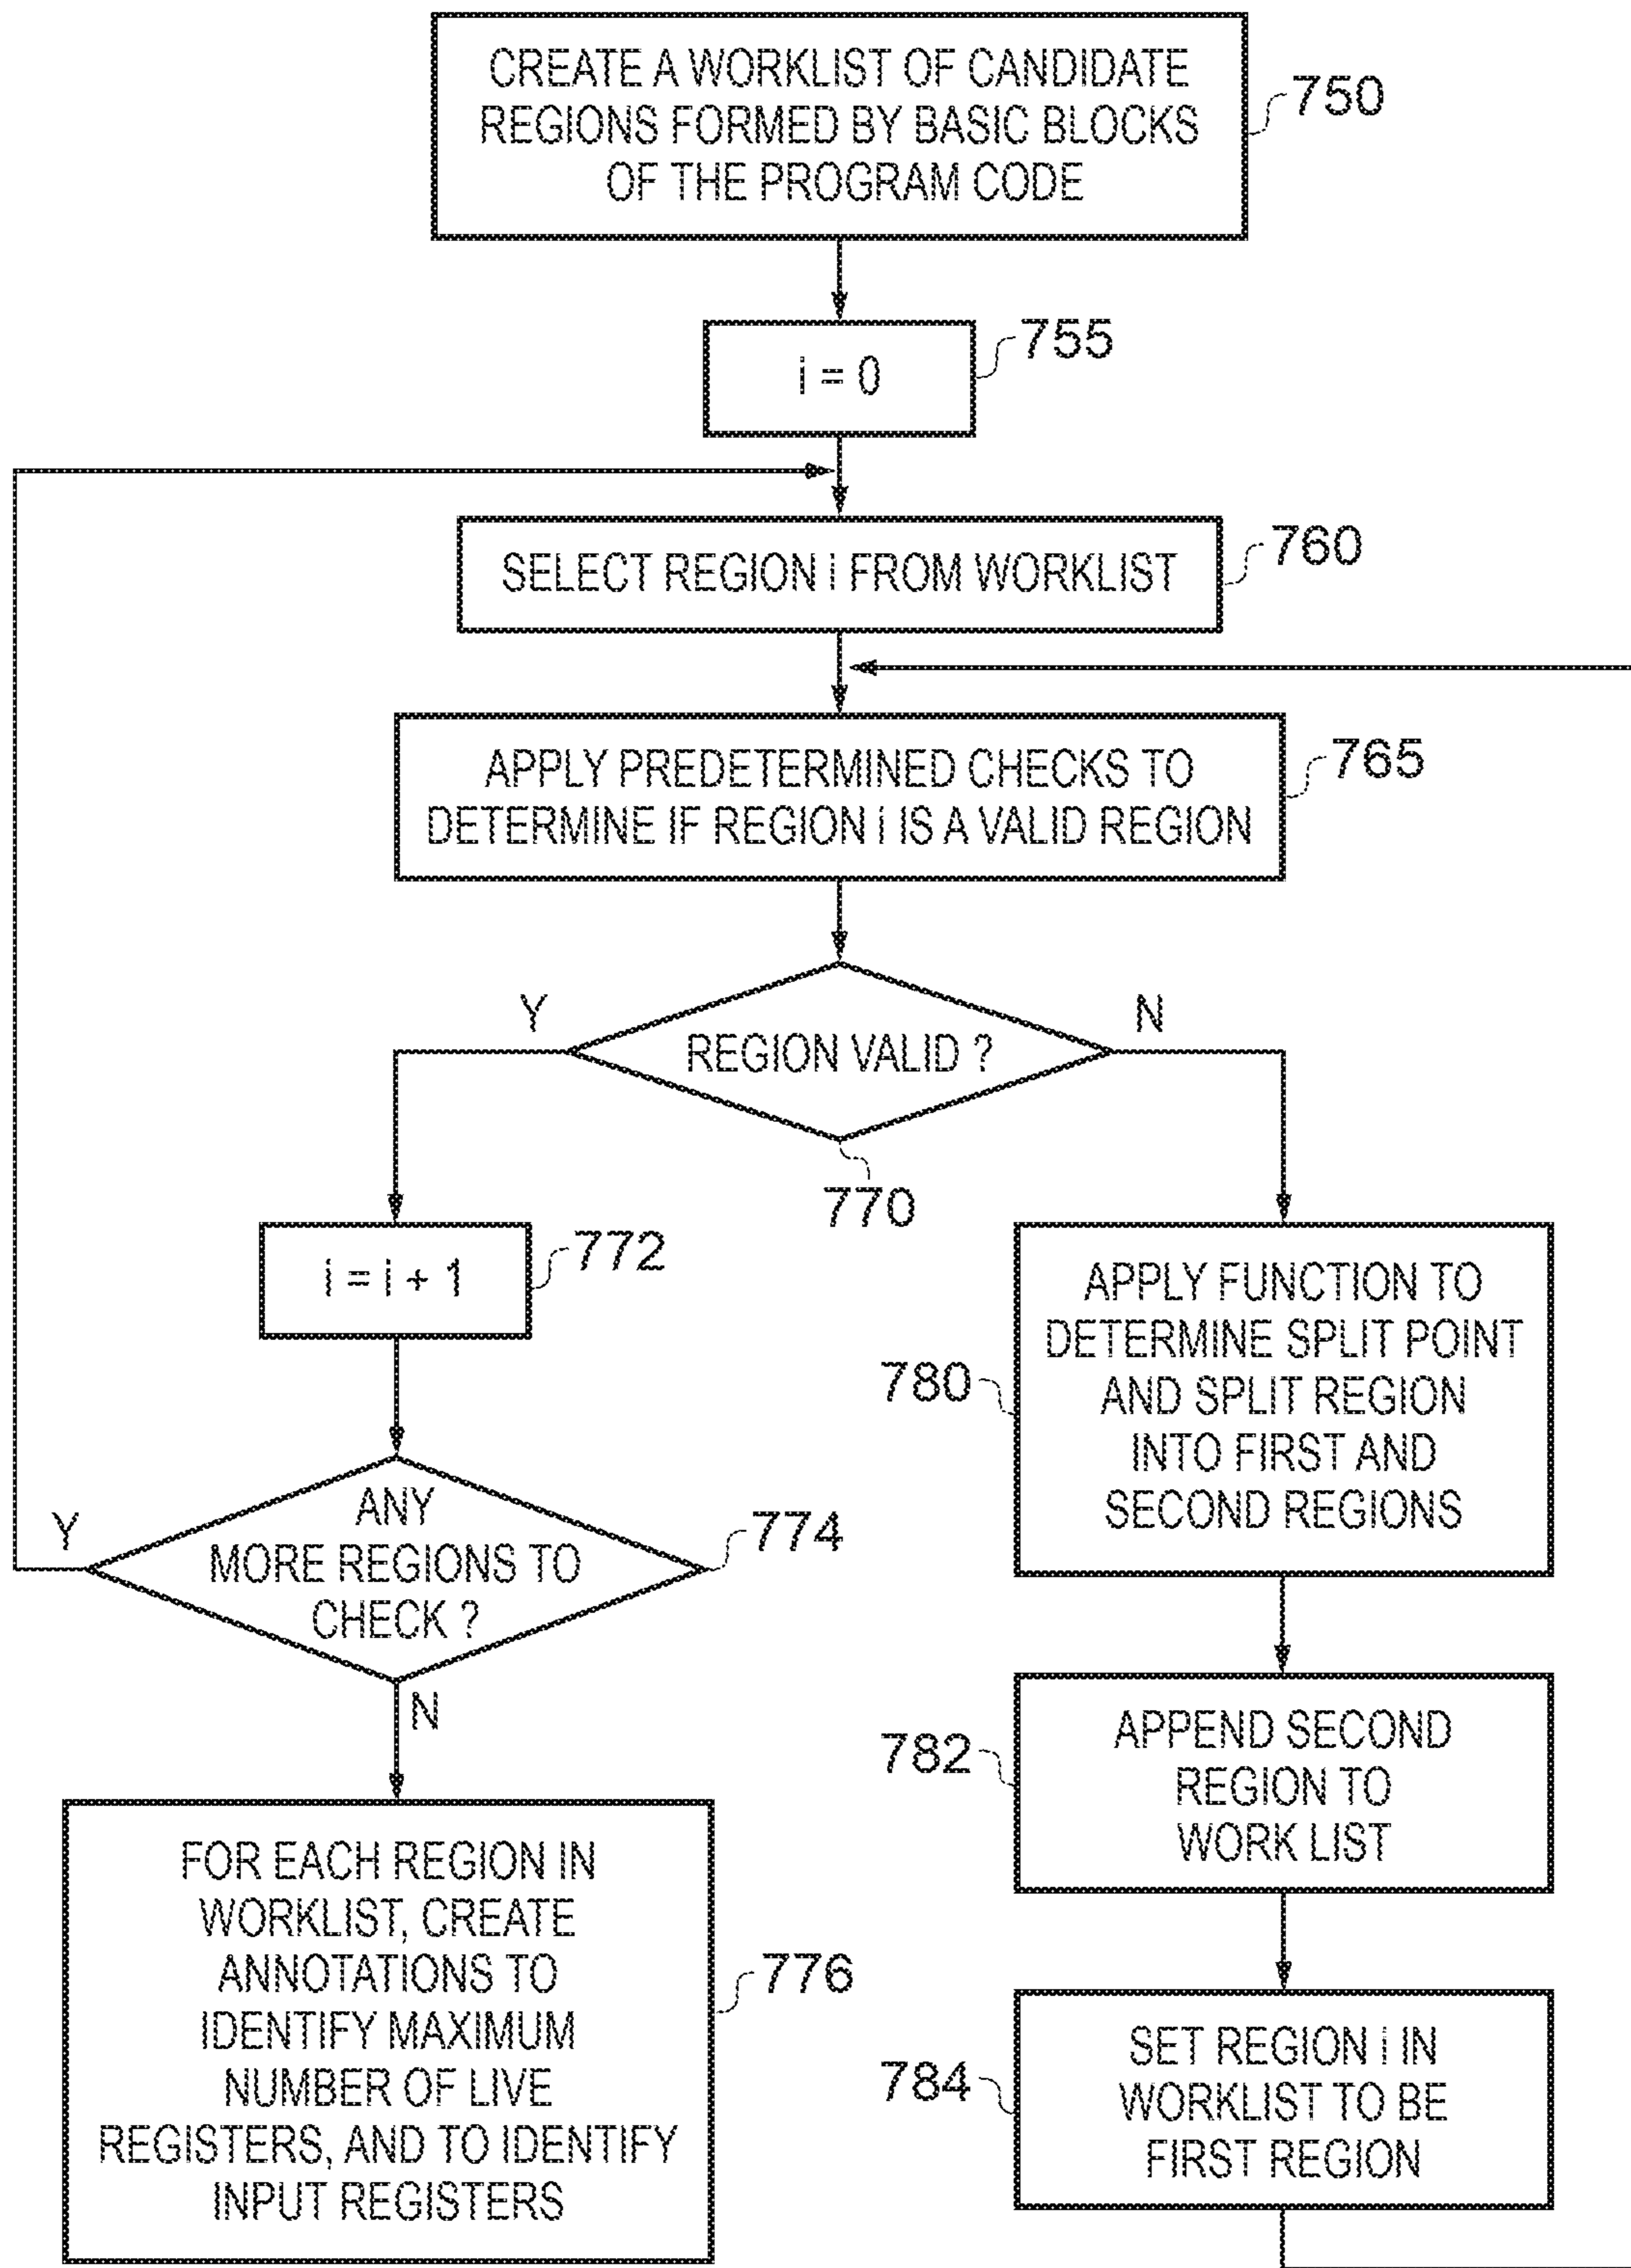 CREATE A WORKLIST OF CANDIDATE
REGIONS FORMED BY BASIC BLOCKS
OF THE PROGRAM CODE
750
i = 0
755
SELECT REGION i FROM WORKLIST
760
APPLY PREDETERMINED CHECKS TO
DETERMINE IF REGION i IS A VALID REGION
765
Y
REGION VALID ?
N
770
i = i + 1
772
ANY
MORE REGIONS TO
CHECK ?
Y
774
N
FOR EACH REGION IN
WORKLIST, CREATE
ANNOTATIONS TO
IDENTIFY MAXIMUM
NUMBER OF LIVE
REGISTERS, AND TO IDENTIFY
INPUT REGISTERS
776
APPLY FUNCTION TO
DETERMINE SPLIT POINT
AND SPLIT REGION
INTO FIRST AND
SECOND REGIONS
780
APPEND SECOND
REGION TO
WORK LIST
782
SET REGION i IN
WORKLIST TO BE
FIRST REGION
784